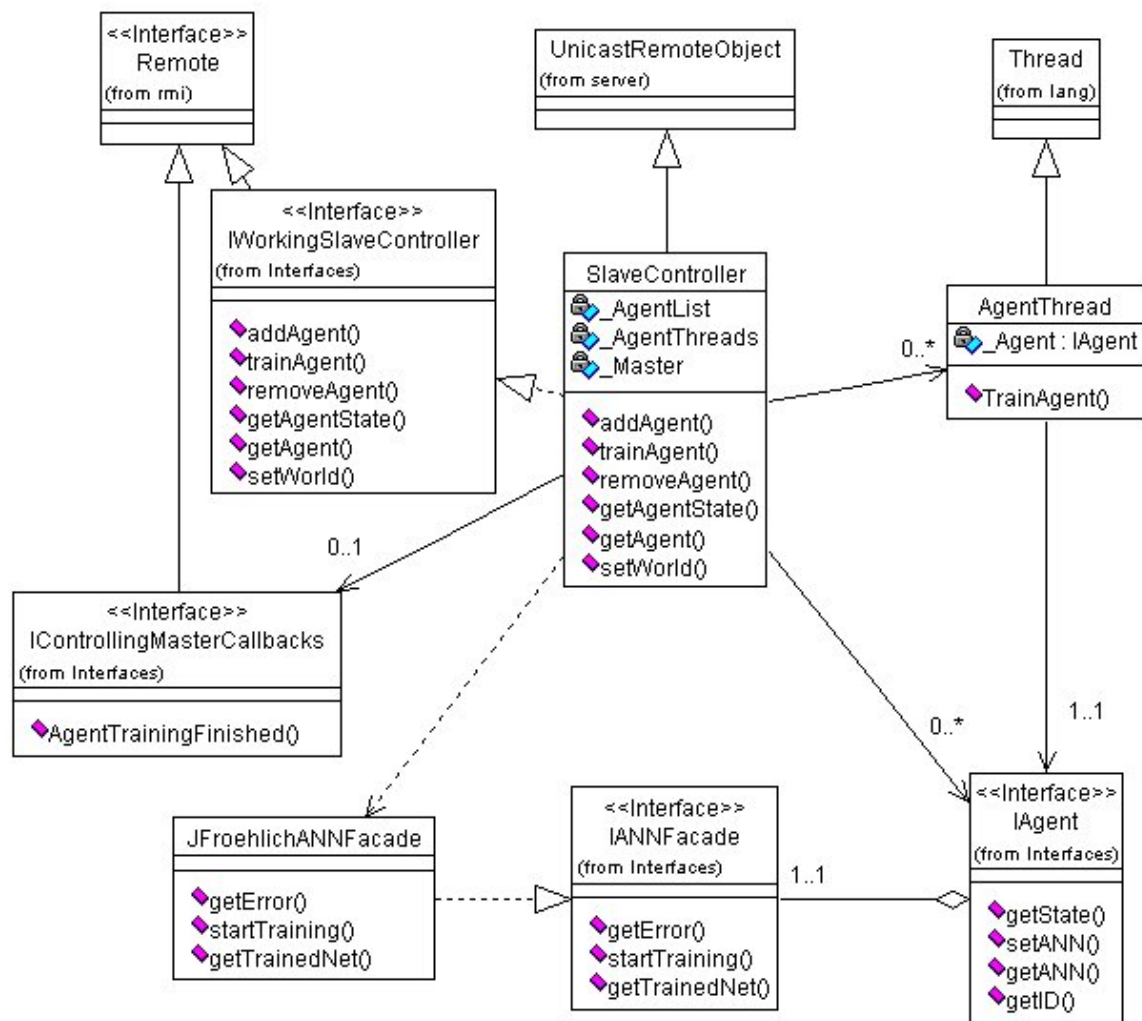 <<Interface>>
Remote
(from rmi)
UnicastRemoteObject
(from server)
Thread
(from lang)
<<Interface>>
IWorkingSlaveController
(from Interfaces)
addAgent()
trainAgent()
removeAgent()
getAgentState()
getAgent()
setWorld()
SlaveController
_AgentList
_AgentThreads
_Master
addAgent()
trainAgent()
removeAgent()
getAgentState()
getAgent()
setWorld()
AgentThread
_Agent : IAgent
TrainAgent()
0..*
0..1
<<Interface>>
IControllingMasterCallbacks
(from Interfaces)
AgentTrainingFinished()
0..*
1..1
JFroehlichANNFacade
getError()
startTraining()
getTrainedNet()
<<Interface>>
IANNFacade
(from Interfaces)
getError()
startTraining()
getTrainedNet()
1..1
<<Interface>>
IAgent
(from Interfaces)
getState()
setANN()
getANN()
getID()